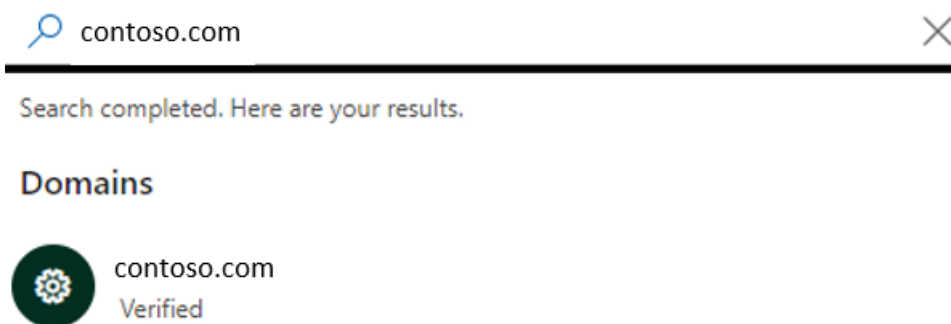 contoso.com
Search completed. Here are your results.
Domains
contoso.com
Verified